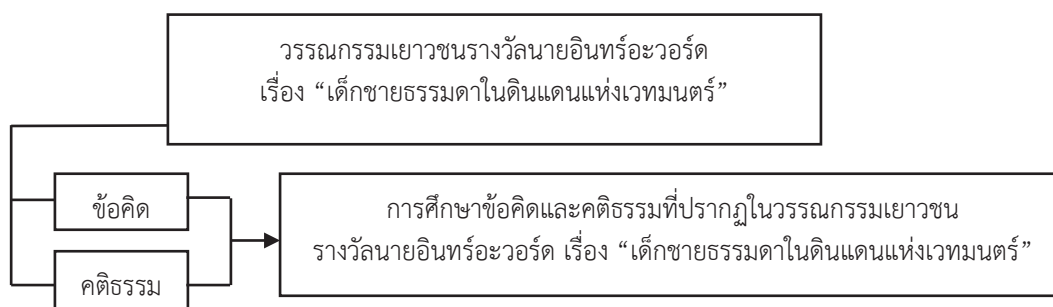 วรรณกรรมเยาวชนรางวัลนายอินทร์อะวอร์ด
เรื่อง “เด็กชายธรรมดาในดินแดนแห่งเวทมนตร์”
ข้อคิด
คติธรรม
การศึกษาข้อคิดและคติธรรมที่ปรากฏในวรรณกรรมเยาวชน
รางวัลนายอินทร์อะวอร์ด เรื่อง “เด็กชายธรรมดาในดินแดนแห่งเวทมนตร์”